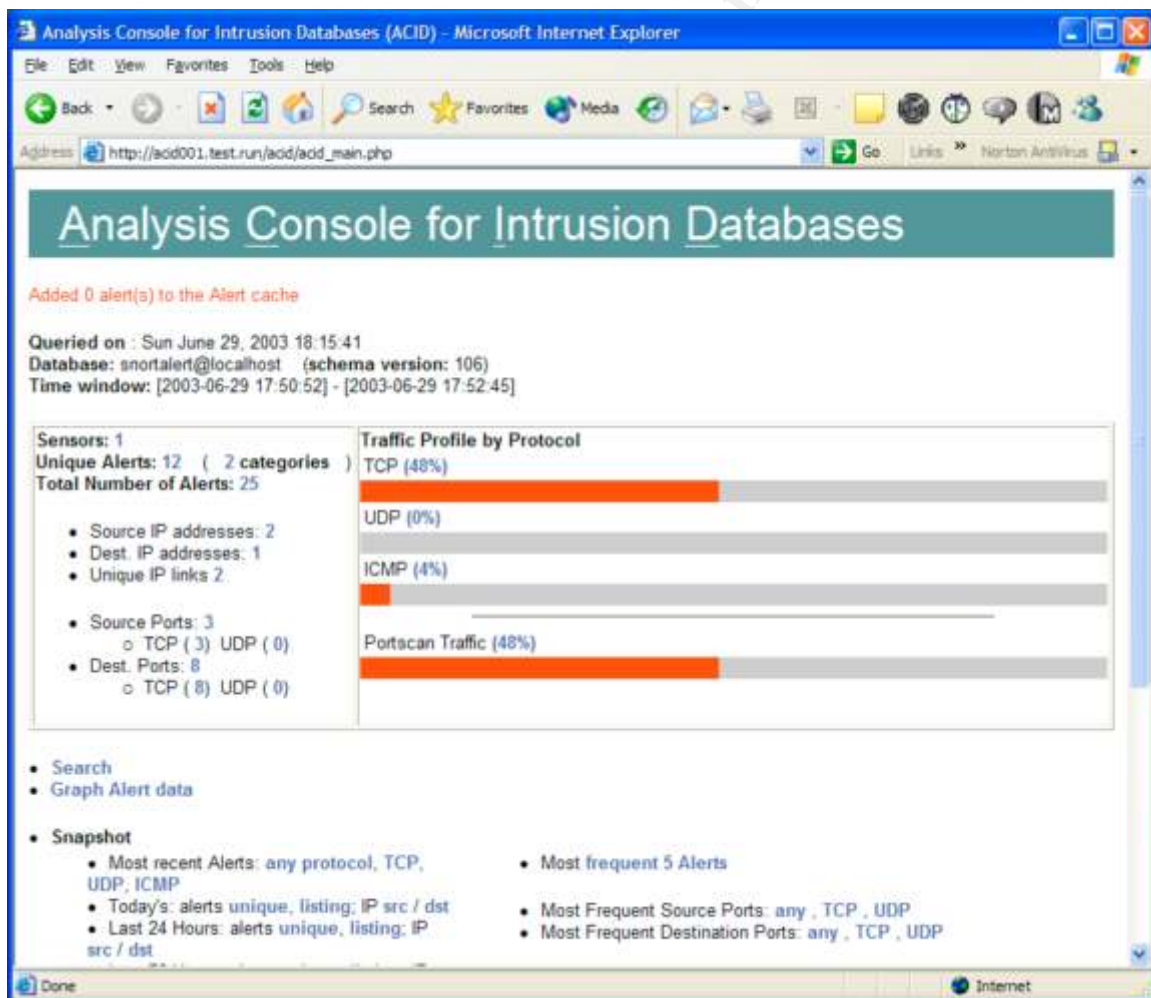 Analysis Console for Intrusion Databases (ACID) - Microsoft Internet Explorer
File Edit View Favorites Tools Help
Back Search Favorites Media
Address http://acid001.test.run/acid/acid_main.php Go Links » Norton AntiVirus
Analysis Console for Intrusion Databases
Added 0 alert(s) to the Alert cache
Queried on : Sun June 29, 2003 18:15:41
Database: snortalert@localhost (schema version: 106)
Time window: [2003-06-29 17:50:52] - [2003-06-29 17:52:45]
Sensors: 1
Unique Alerts: 12 ( 2 categories )
Total Number of Alerts: 25
• Source IP addresses: 2
• Dest. IP addresses: 1
• Unique IP links 2
• Source Ports: 3
○ TCP ( 3) UDP ( 0)
• Dest. Ports: 8
○ TCP ( 8) UDP ( 0)
Traffic Profile by Protocol
TCP (48%)
UDP (0%)
ICMP (4%)
Portscan Traffic (48%)
• Search
• Graph Alert data
• Snapshot
• Most recent Alerts: any protocol, TCP,
UDP, ICMP
• Today's: alerts unique, listing; IP src / dst
• Last 24 Hours: alerts unique, listing; IP
src / dst
• Most frequent 5 Alerts
• Most Frequent Source Ports: any , TCP , UDP
• Most Frequent Destination Ports: any , TCP , UDP
Done
Internet